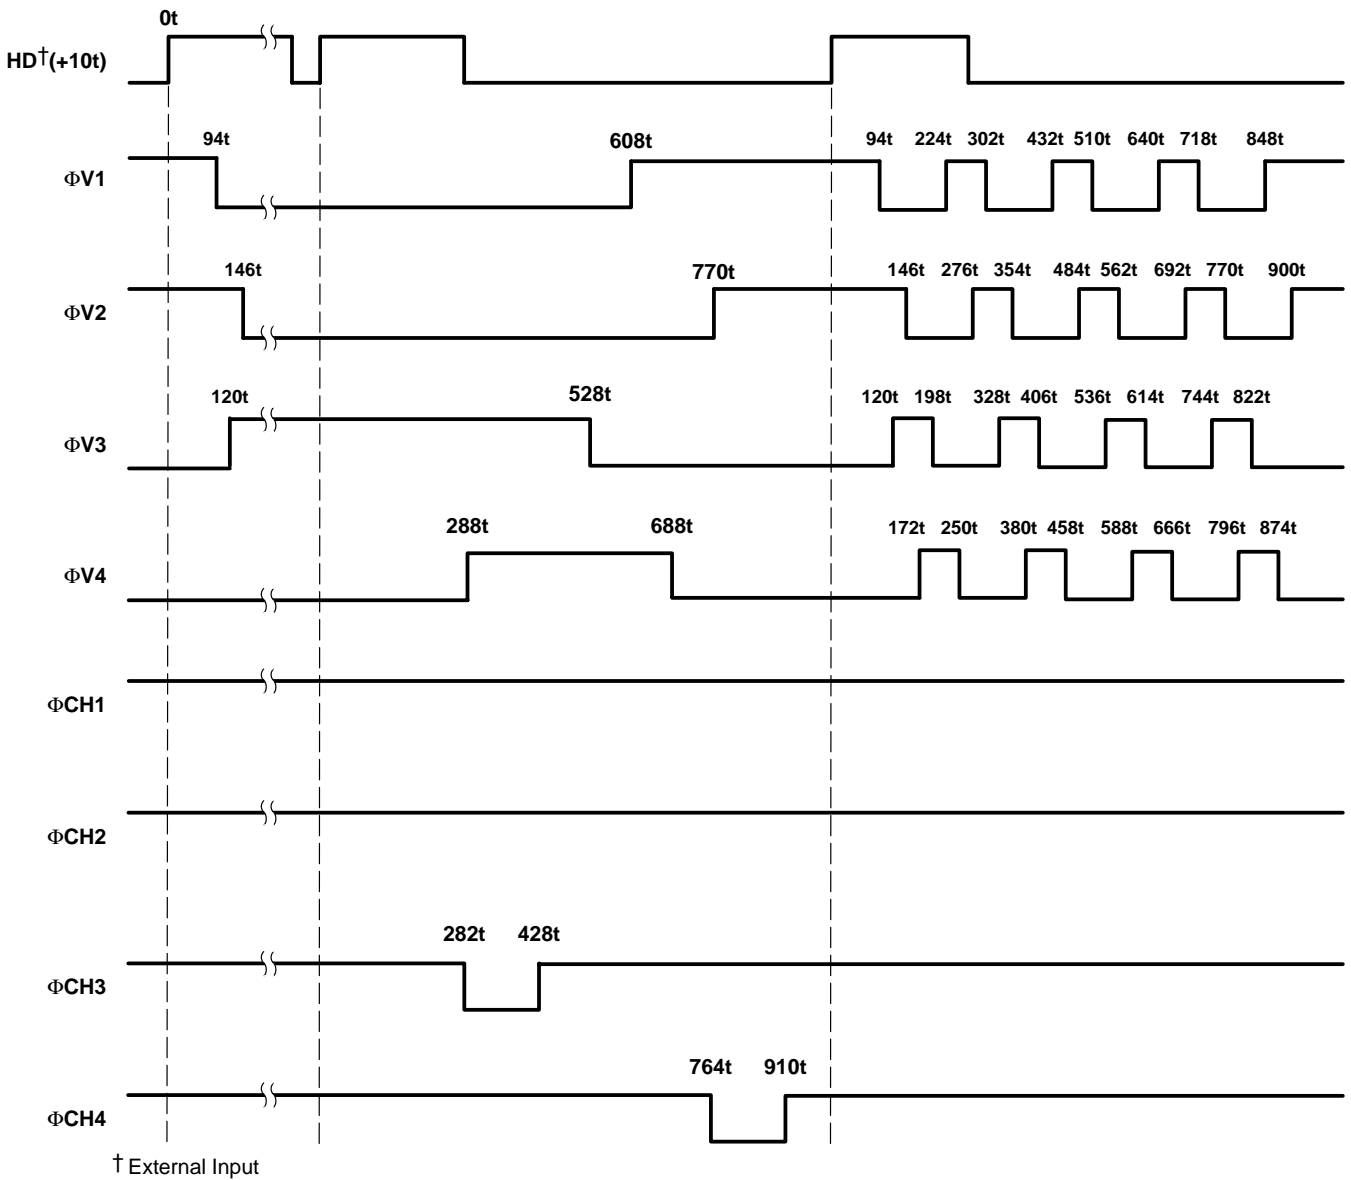 0t
HD†(+10t)
94t 608t 94t 224t 302t 432t 510t 640t 718t 848t
ΦV1
146t 770t 146t 276t 354t 484t 562t 692t 770t 900t
ΦV2
120t 528t 120t 198t 328t 406t 536t 614t 744t 822t
ΦV3
288t 688t 172t 250t 380t 458t 588t 666t 796t 874t
ΦV4
ΦCH1
ΦCH2
282t 428t
ΦCH3
764t 910t
ΦCH4
† External Input